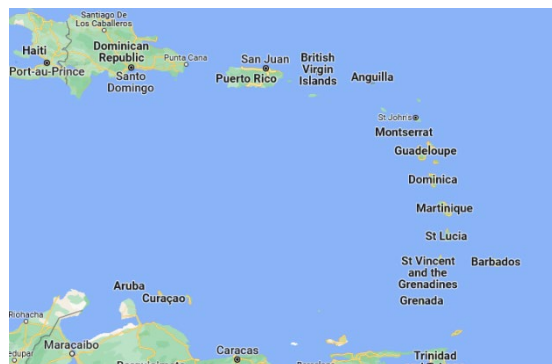 Santiago De
Los Caballeros
Haiti
Dominican
Republic
Punta Cana
San Juan
British
Virgin
Islands
Anguilla
Port-au-Prince
Santo
Domingo
Puerto Rico
St Johns
Montserrat
Guadeloupe
Dominica
Martinique
St Lucia
St Vincent
and the
Grenadines
Barbados
Aruba
Curaçao
Grenada
Riohacha
Maracaibo
Caracas
Trinidad